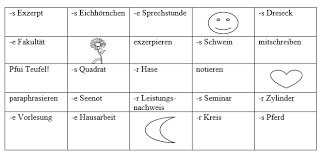 -s Exzerpt -s Eichhörnchen -e Sprechstunde -s Dreieck
-e Fakultät exzerpieren -s Schwein mitschreiben
Pfui Teufel! -s Quadrat -r Hase notieren
paraphrasieren -e Seenot -r Leistungs-
nachweis -s Seminar -r Zylinder
-e Vorlesung -e Hausarbeit -r Kreis -s Pferd